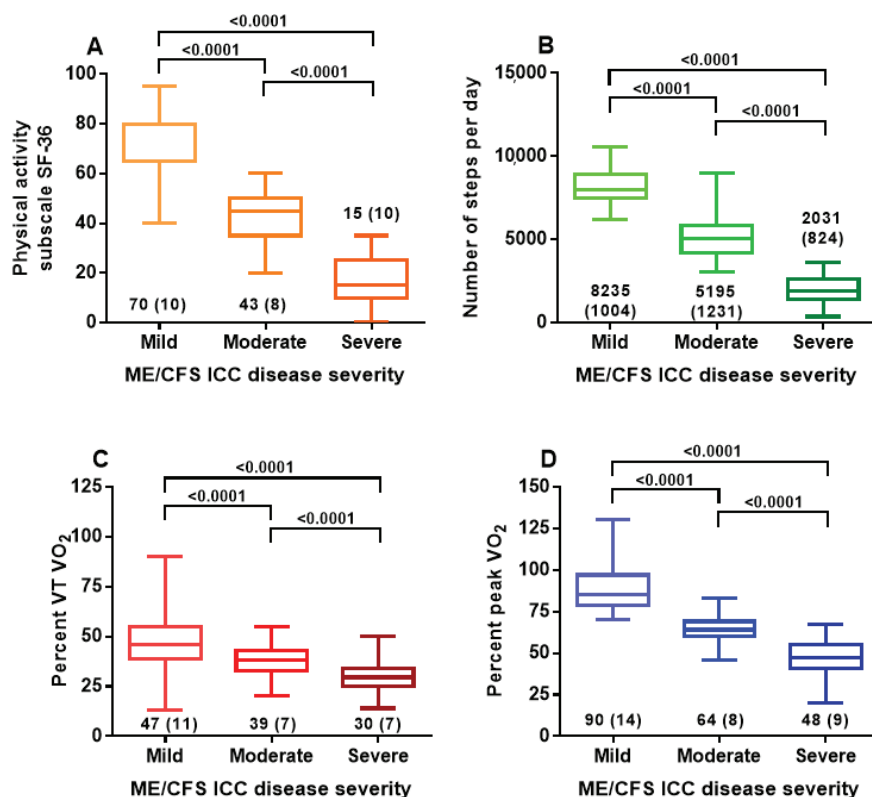 A
<0.0001
<0.0001
<0.0001
Physical activity
subscale SF-36
100
80
60
40
20
0
70 (10)
43 (8)
15 (10)
Mild
Moderate
Severe
ME/CFS ICC disease severity
B
<0.0001
<0.0001
<0.0001
Number of steps per day
15,000
10,000
5000
0
8235
(1004)
5195
(1231)
2031
(824)
Mild
Moderate
Severe
ME/CFS ICC disease severity
C
<0.0001
<0.0001
<0.0001
Percent VT VO₂
125
100
75
50
25
0
47 (11)
39 (7)
30 (7)
Mild
Moderate
Severe
ME/CFS ICC disease severity
D
<0.0001
<0.0001
<0.0001
Percent peak VO₂
150
125
100
75
50
25
0
90 (14)
64 (8)
48 (9)
Mild
Moderate
Severe
ME/CFS ICC disease severity